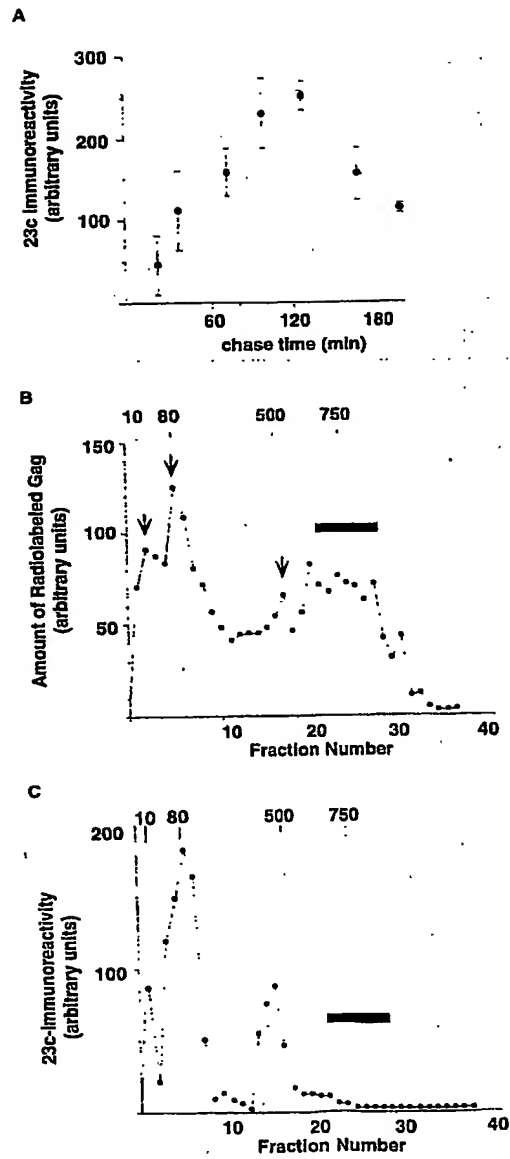 A
300
200
100
23c Immunoreactivity
(arbitrary units)
60 120 180
chase time (min)
B
10 80 500 750
150
100
50
Amount of Radiolabeled Gag
(arbitrary units)
10 20 30 40
Fraction Number
C
10 80 500 750
200
100
23c-Immunoreactivity
(arbitrary units)
10 20 30 40
Fraction Number